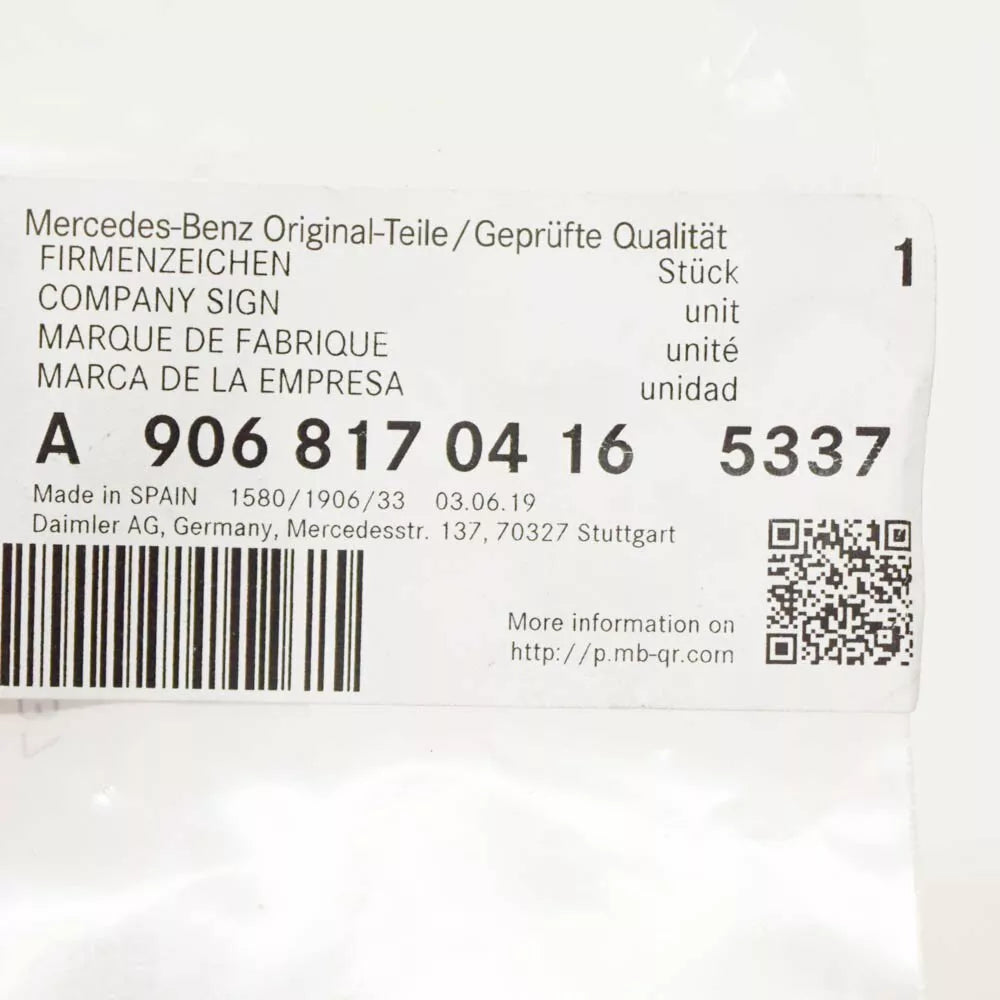 Mercedes-Benz Original-Teile/Geprüfte Qualität
FIRMENZEICHEN Stück 1
COMPANY SIGN unit
MARQUE DE FABRIQUE unité
MARCA DE LA EMPRESA unidad
A 906 817 04 16 5337
Made in SPAIN 1580/1906/33 03.06.19
Daimler AG, Germany, Mercedesstr. 137, 70327 Stuttgart
More information on
http://p.mb-qr.com